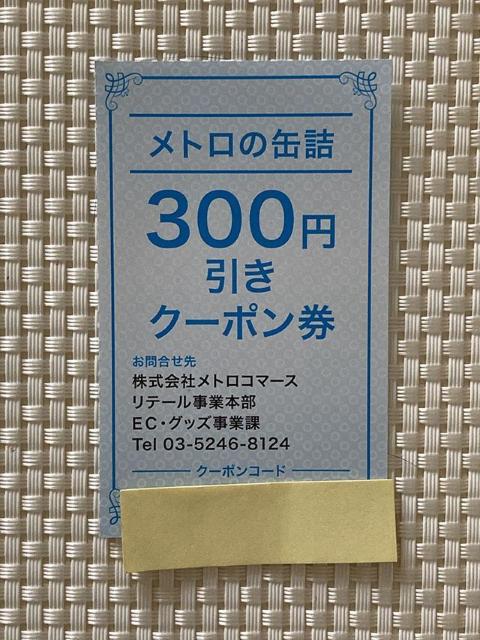 メトロの缶詰
300円
引き
クーポン券
お問合せ先
株式会社メトロコマース
リテール事業本部
EC・グッズ事業課
Tel 03-5246-8124
クーポンコード